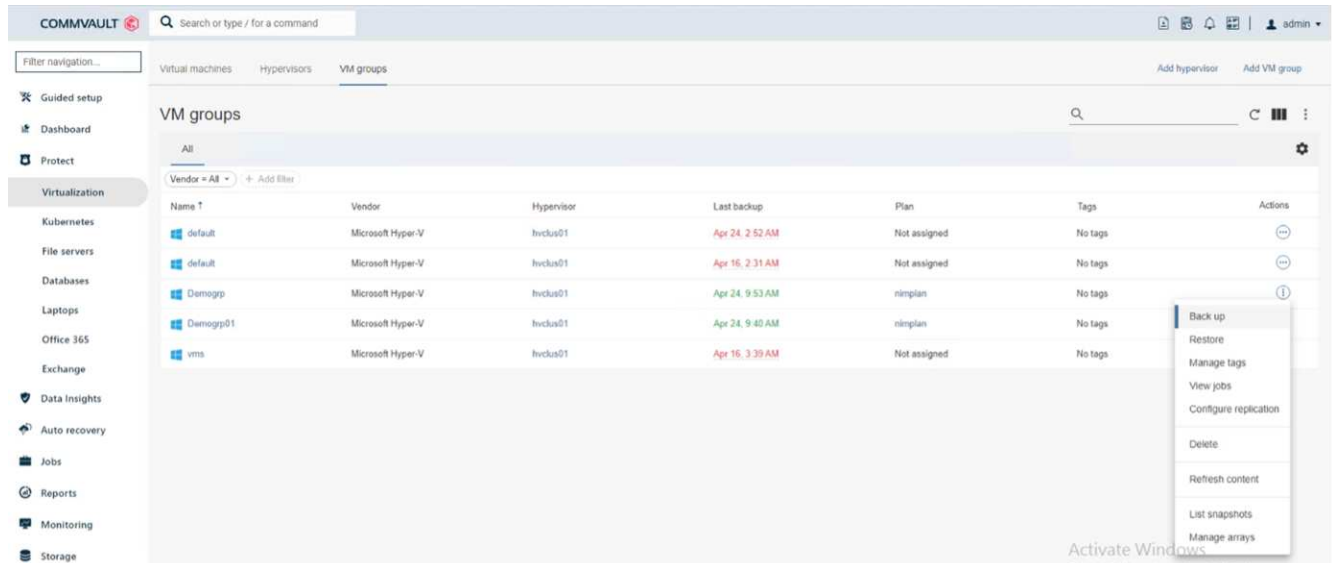 COMMVAULT Search or type / for a command admin
Filter navigation...
Virtual machines Hypervisors VM groups Add hypervisor Add VM group
Guided setup
Dashboard
Protect
Virtualization
Kubernetes
File servers
Databases
Laptops
Office 365
Exchange
Data Insights
Auto recovery
Jobs
Reports
Monitoring
Storage
VM groups
All
Vendor = All + Add filter
Name ↑ Vendor Hypervisor Last backup Plan Tags Actions
default Microsoft Hyper-V hvclus01 Apr 24, 2:52 AM Not assigned No tags
default Microsoft Hyper-V hvclus01 Apr 16, 2:31 AM Not assigned No tags
Demogrp Microsoft Hyper-V hvclus01 Apr 24, 9:53 AM nimplan No tags
Demogrp01 Microsoft Hyper-V hvclus01 Apr 24, 9:40 AM nimplan No tags
vms Microsoft Hyper-V hvclus01 Apr 16, 3:39 AM Not assigned No tags
Back up
Restore
Manage tags
View jobs
Configure replication
Delete
Refresh content
List snapshots
Manage arrays
Activate Windows